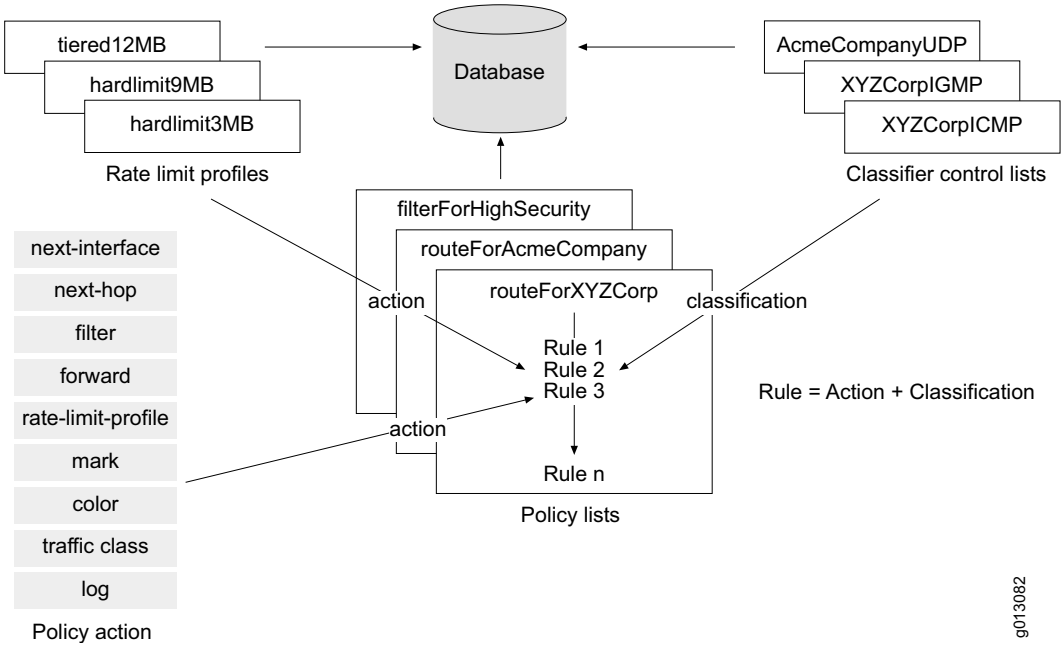 tiered12MB
hardlimit9MB
hardlimit3MB
Rate limit profiles
Database
AcmeCompanyUDP
XYZCorpIGMP
XYZCorpICMP
Classifier control lists
filterForHighSecurity
routeForAcmeCompany
routeForXYZCorp
action
classification
Rule 1
Rule 2
Rule 3
action
Rule n
Policy lists
Rule = Action + Classification
next-interface
next-hop
filter
forward
rate-limit-profile
mark
color
traffic class
log
Policy action
g013082